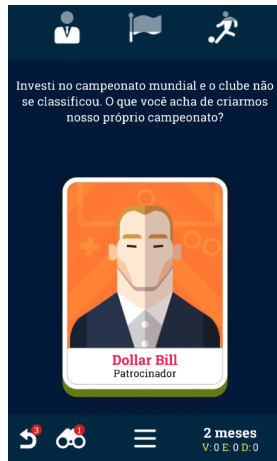 Investi no campeonato mundial e o clube não
se classificou. O que você acha de criarmos
nosso próprio campeonato?
Dollar Bill
Patrocinador
3
1
2 meses
V: 0 E: 0 D: 0